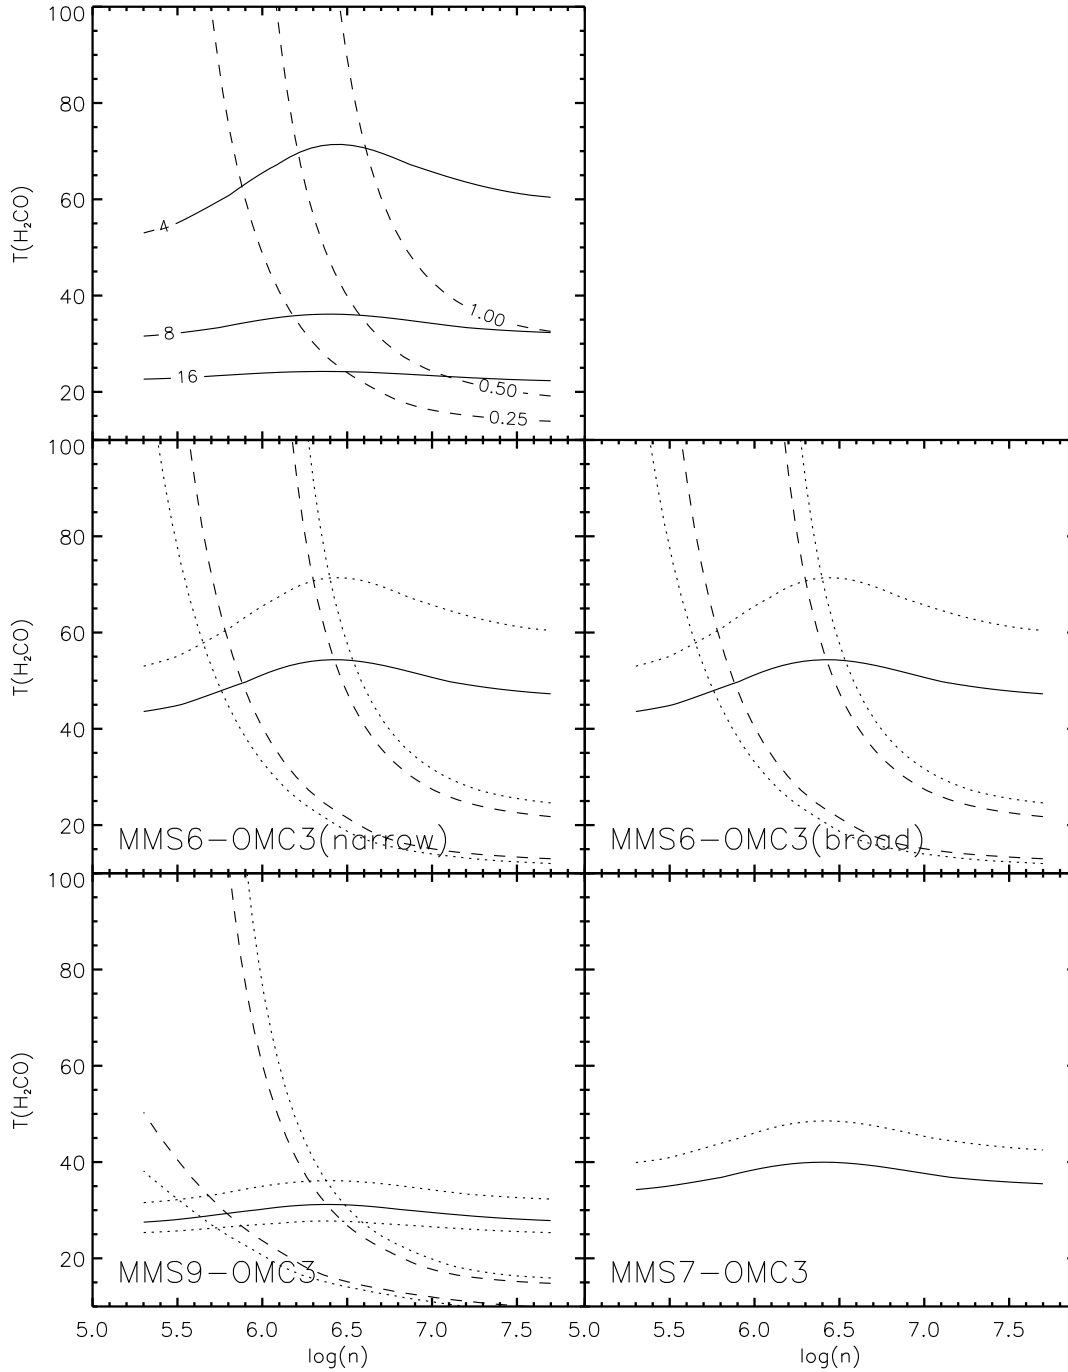 100
80
60
40
20
T(H₂CO)
4
8
16
1.00
0.50
0.25
100
80
60
40
20
T(H₂CO)
MMS6-OMC3(narrow)
MMS6-OMC3(broad)
100
80
60
40
20
T(H₂CO)
MMS9-OMC3
MMS7-OMC3
5.0 5.5 6.0 6.5 7.0 7.5 5.0 5.5 6.0 6.5 7.0 7.5
log(n) log(n)